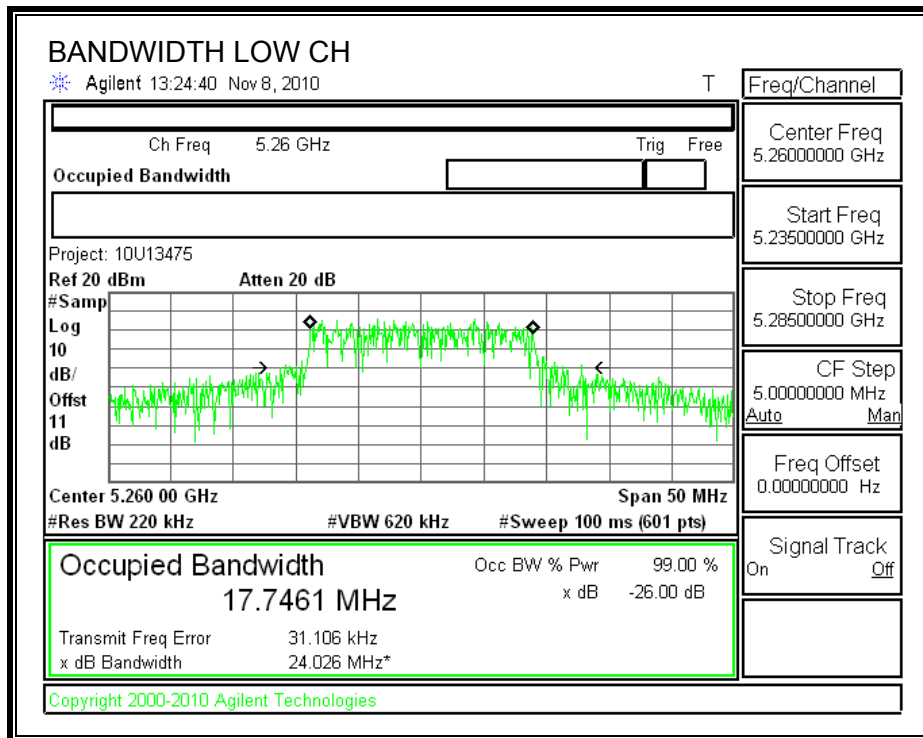 BANDWIDTH LOW CH
Agilent 13:24:40 Nov 8, 2010 T
Freq/Channel
Ch Freq 5.26 GHz Trig Free
Occupied Bandwidth
Center Freq
5.26000000 GHz
Start Freq
5.23500000 GHz
Project: 10U13475
Ref 20 dBm Atten 20 dB
#Samp
Log
10
dB/
Offst
11
dB
Stop Freq
5.28500000 GHz
CF Step
5.00000000 MHz
Auto Man
Center 5.260 00 GHz Span 50 MHz
#Res BW 220 kHz #VBW 620 kHz #Sweep 100 ms (601 pts)
Freq Offset
0.00000000 Hz
Occupied Bandwidth Occ BW % Pwr 99.00 %
17.7461 MHz x dB -26.00 dB
Transmit Freq Error 31.106 kHz
x dB Bandwidth 24.026 MHz*
Signal Track
On Off
Copyright 2000-2010 Agilent Technologies